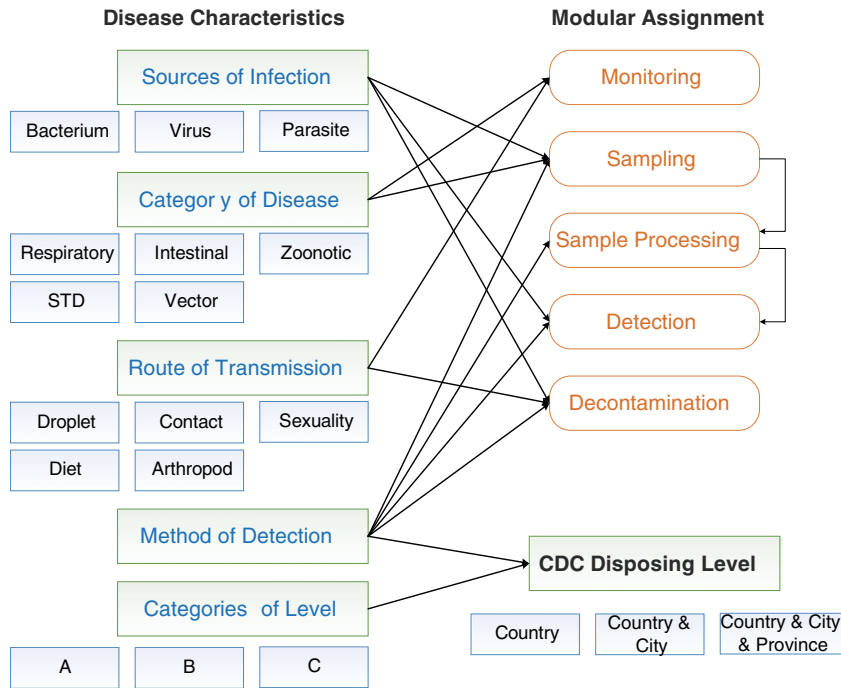 Disease Characteristics
Modular Assignment
Sources of Infection
Monitoring
Bacterium
Virus
Parasite
Sampling
Categor y of Disease
Sample Processing
Respiratory
Intestinal
Zoonotic
STD
Vector
Detection
Route of Transmission
Decontamination
Droplet
Contact
Sexuality
Diet
Arthropod
Method of Detection
CDC Disposing Level
Categories of Level
Country
Country &
City
Country & City
& Province
A
B
C